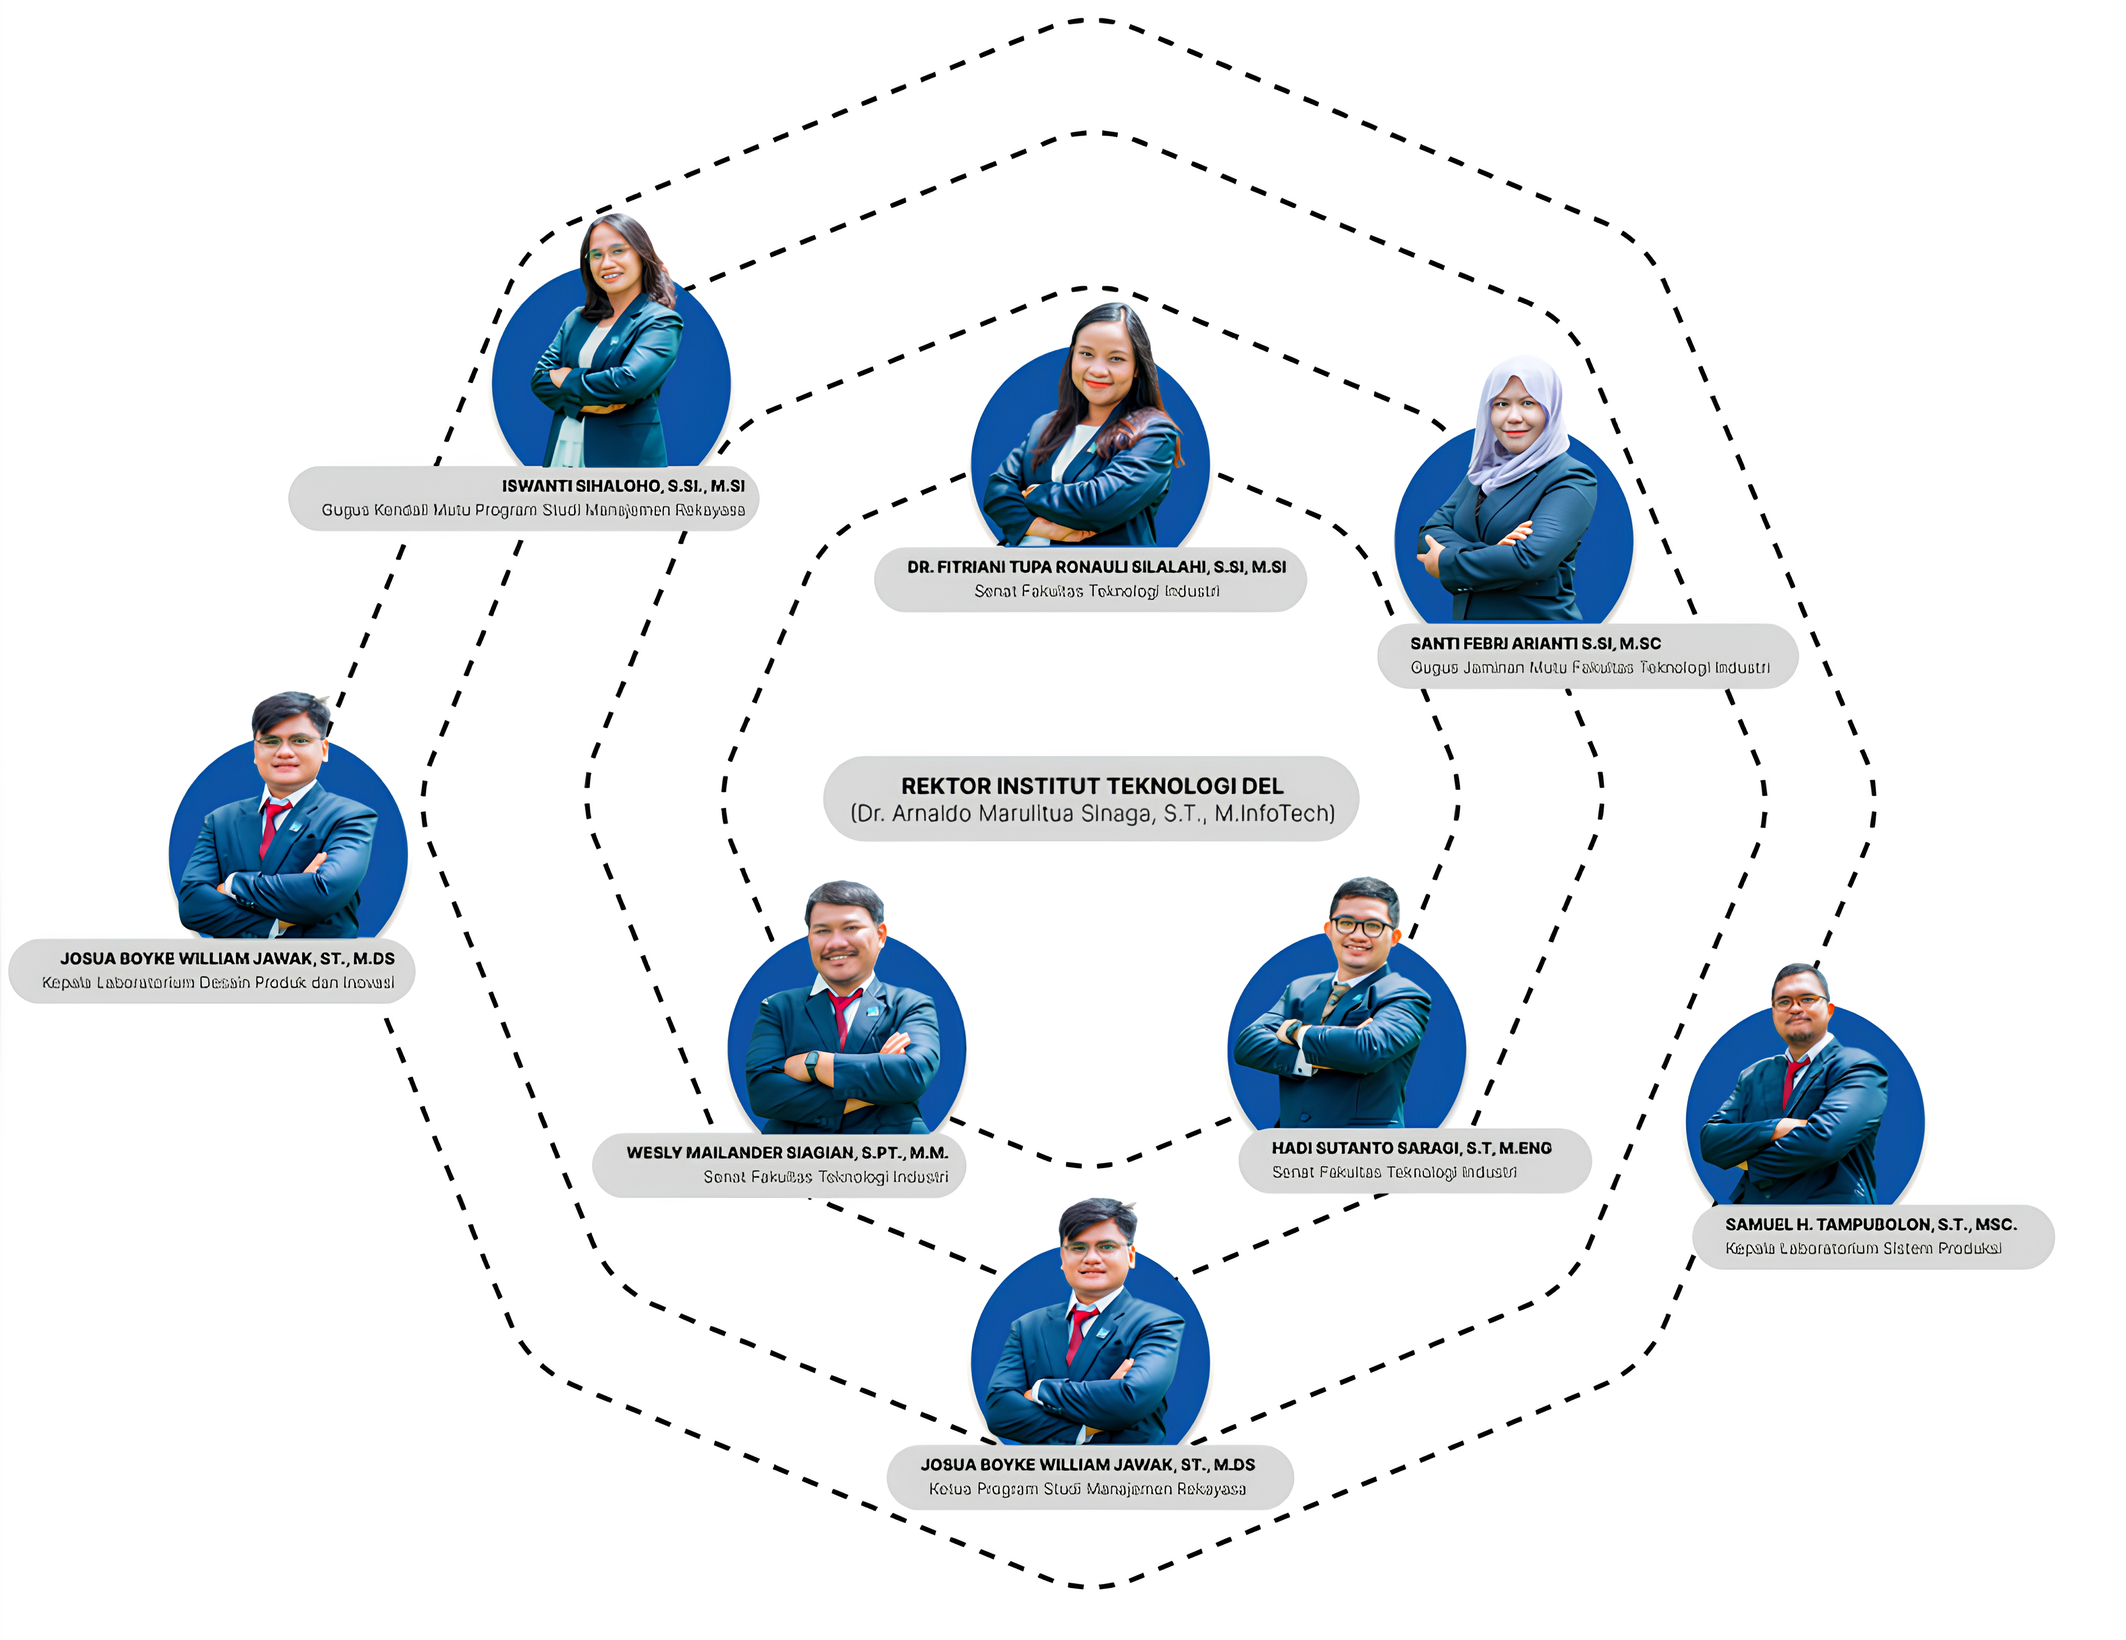 ISWANTI SIHALOHO, S.SI., M.SI
Gugus Kendali Mutu Program Studi Manajemen Rekayasa
DR. FITRIANI TUPA RONAULI SILALAHI, S.SI, M.SI
Senat Fakultas Teknologi Industri
SANTI FEBRI ARIANTI S.SI, M.SC
Gugus Jaminan Mutu Fakultas Teknologi Industri
REKTOR INSTITUT TEKNOLOGI DEL
(Dr. Arnaldo Marulitua Sinaga, S.T., M.InfoTech)
JOSUA BOYKE WILLIAM JAWAK, ST., M.DS
Kepala Laboratorium Desain Produk dan Inovasi
WESLY MAILANDER SIAGIAN, S.PT., M.M.
Senat Fakultas Teknologi Industri
HADI SUTANTO SARAGI, S.T, M.ENG
Senat Fakultas Teknologi Industri
SAMUEL H. TAMPUBOLON, S.T., MSC.
Kepala Laboratorium Sistem Produksi
JOSUA BOYKE WILLIAM JAWAK, ST., M.DS
Ketua Program Studi Manajemen Rekayasa